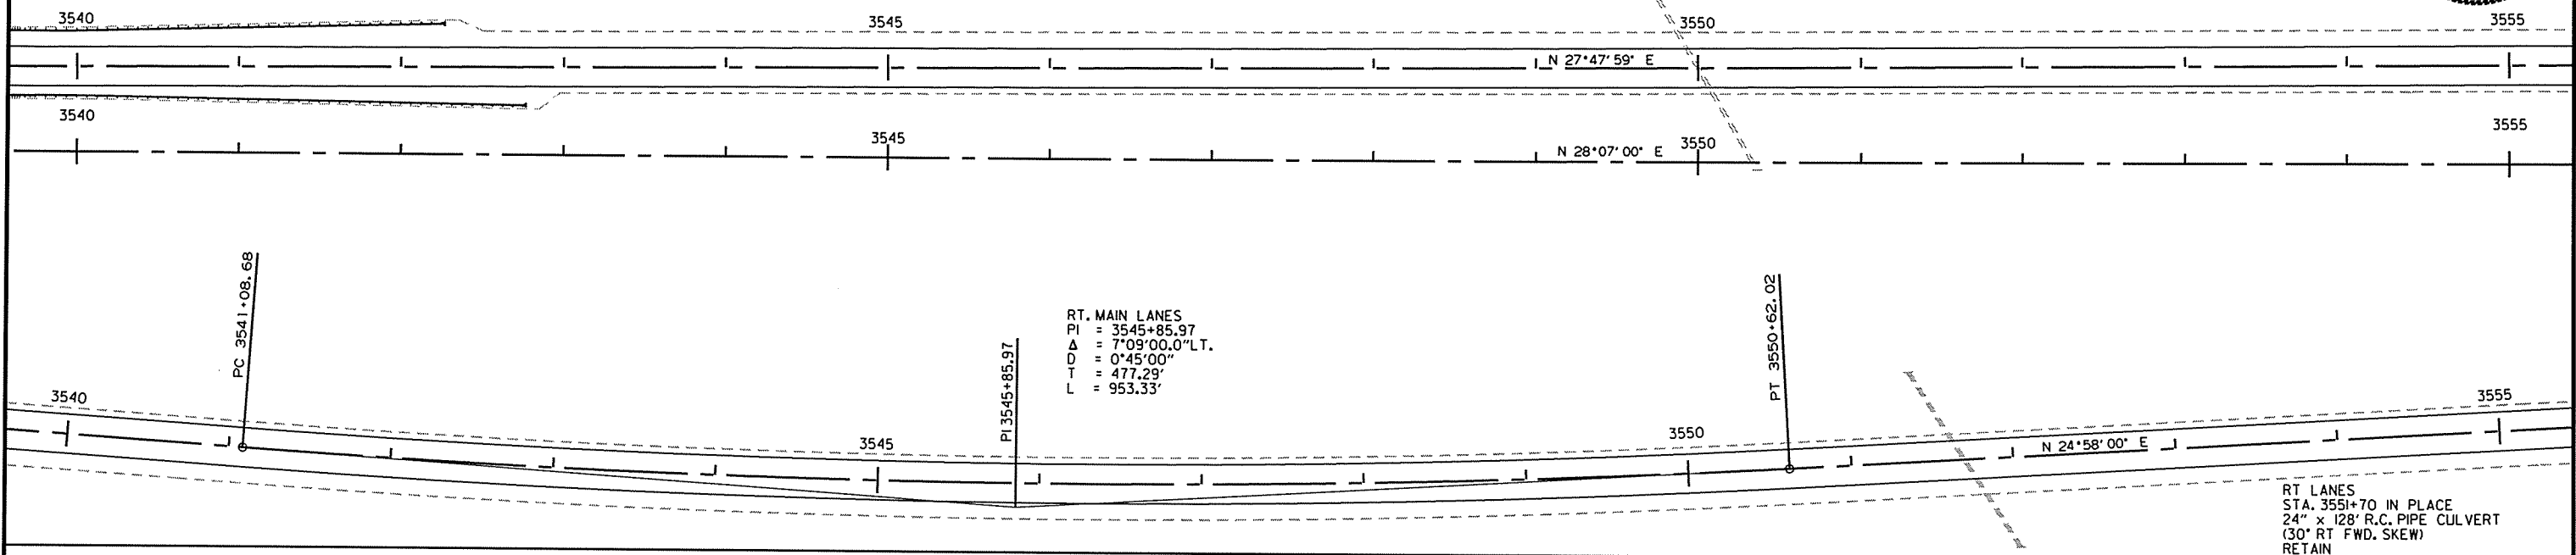 3540
3545
3550
3555
N 27°47'59" E
3540
3545
3550
3555
N 28°07'00" E
PC 3541+08.68
PI 3545+85.97
PT 3550+62.02
RT. MAIN LANES
PI = 3545+85.97
Δ = 7°09'00.0"LT.
D = 0°45'00"
T = 477.29'
L = 953.33'
3540
3545
3550
3555
N 24°58'00" E
RT LANES
STA. 3551+70 IN PLACE
24" x 128' R.C. PIPE CULVERT
(30° RT FWD. SKEW)
RETAIN